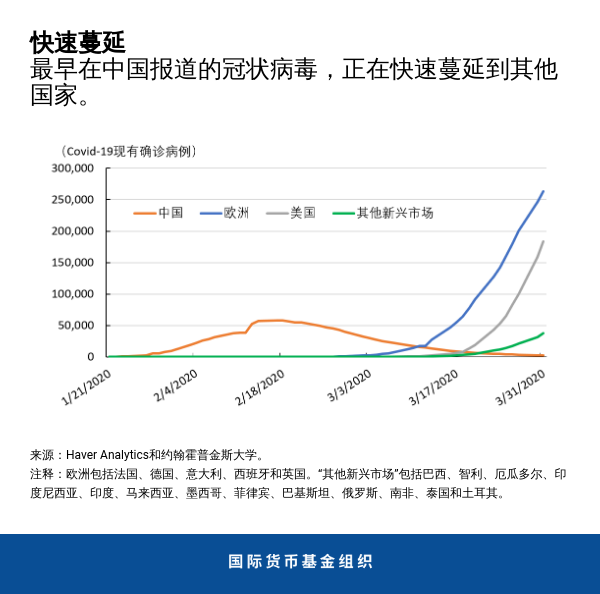 快速蔓延
最早在中国报道的冠状病毒，正在快速蔓延到其他
国家。
（Covid-19现有确诊病例）
300,000
250,000
200,000
150,000
100,000
50,000
0
中国 欧洲 美国 其他新兴市场
1/21/2020 2/4/2020 2/18/2020 3/3/2020 3/17/2020 3/31/2020
来源：Haver Analytics和约翰霍普金斯大学。
注释：欧洲包括法国、德国、意大利、西班牙和英国。“其他新兴市场”包括巴西、智利、厄瓜多尔、印
度尼西亚、印度、马来西亚、墨西哥、菲律宾、巴基斯坦、俄罗斯、南非、泰国和土耳其。
国际货币基金组织